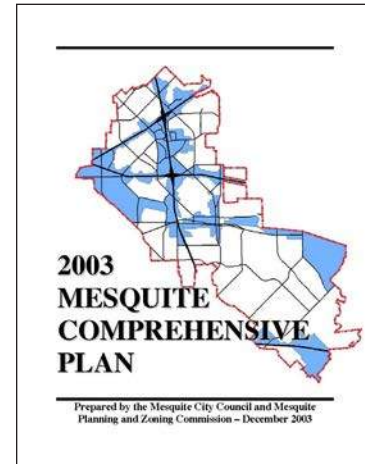 2003
MESQUITE
COMPREHENSIVE
PLAN
Prepared by the Mesquite City Council and Mesquite
Planning and Zoning Commission – December 2003